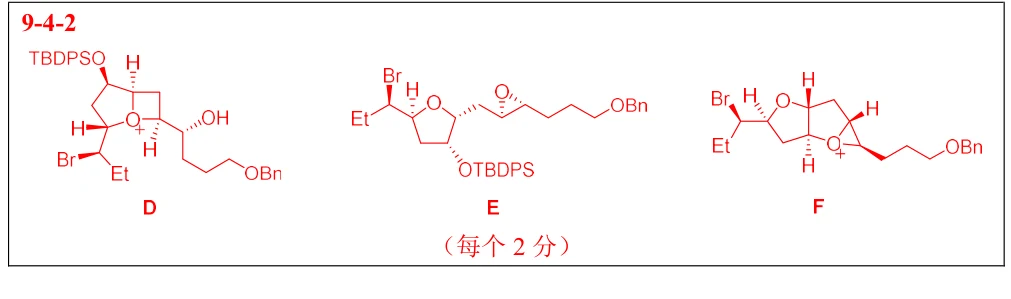 9-4-2
TBDPSO
H
H
O+
H
OH
Br
Et
OBn
D
Br
H
O
O
Et
OBn
OTBDPS
E
H
Br
H
O
H
O+
Et
H
OBn
F
（每个 2 分）